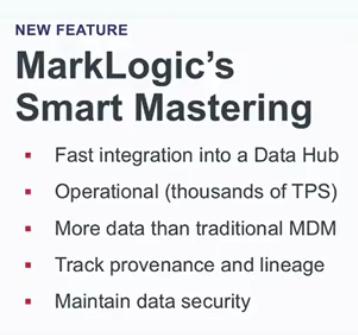 NEW FEATURE
MarkLogic’s
Smart Mastering
▪ Fast integration into a Data Hub
▪ Operational (thousands of TPS)
▪ More data than traditional MDM
▪ Track provenance and lineage
▪ Maintain data security